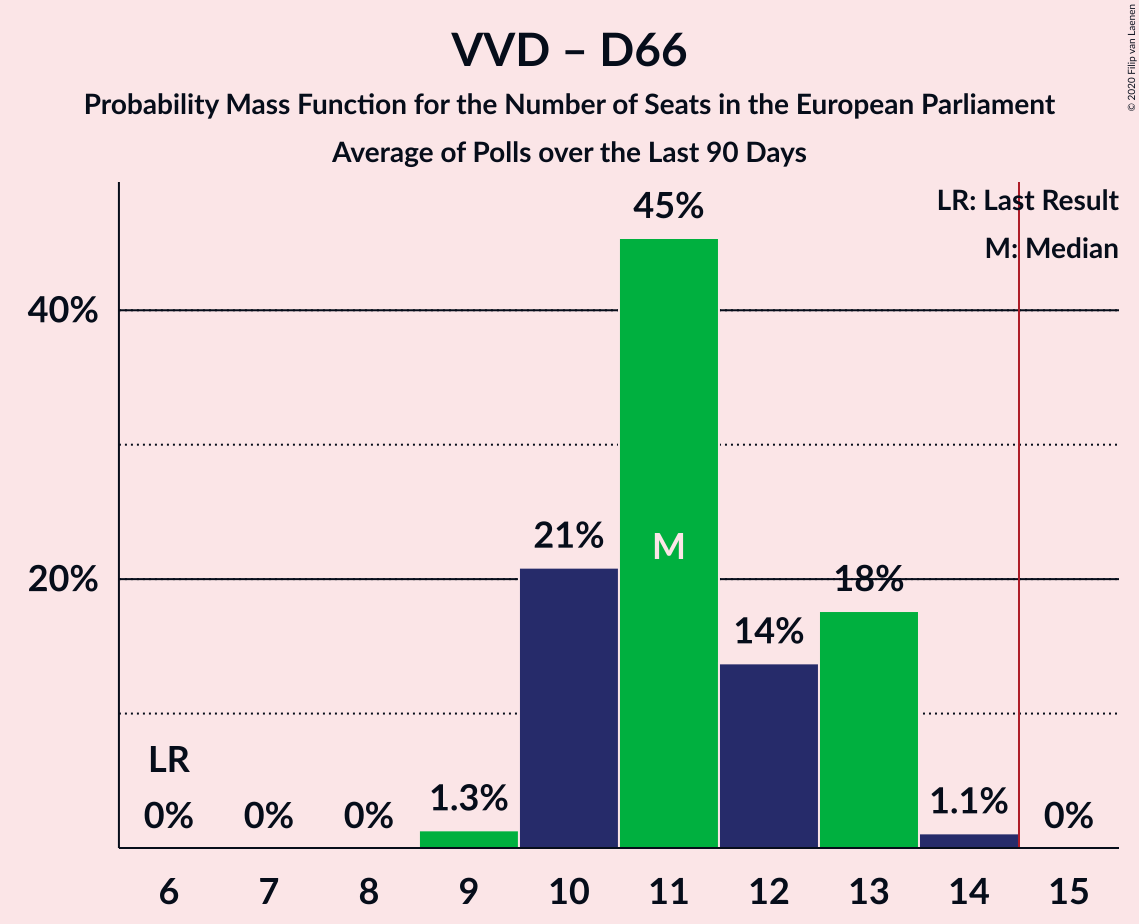 VVD – D66
Probability Mass Function for the Number of Seats in the European Parliament
Average of Polls over the Last 90 Days
© 2020 Filip van Laenen
LR: Last Result
M: Median
45%
40%
21%
M
20%
18%
14%
LR
0%
0%
0%
1.3%
1.1%
0%
6 7 8 9 10 11 12 13 14 15